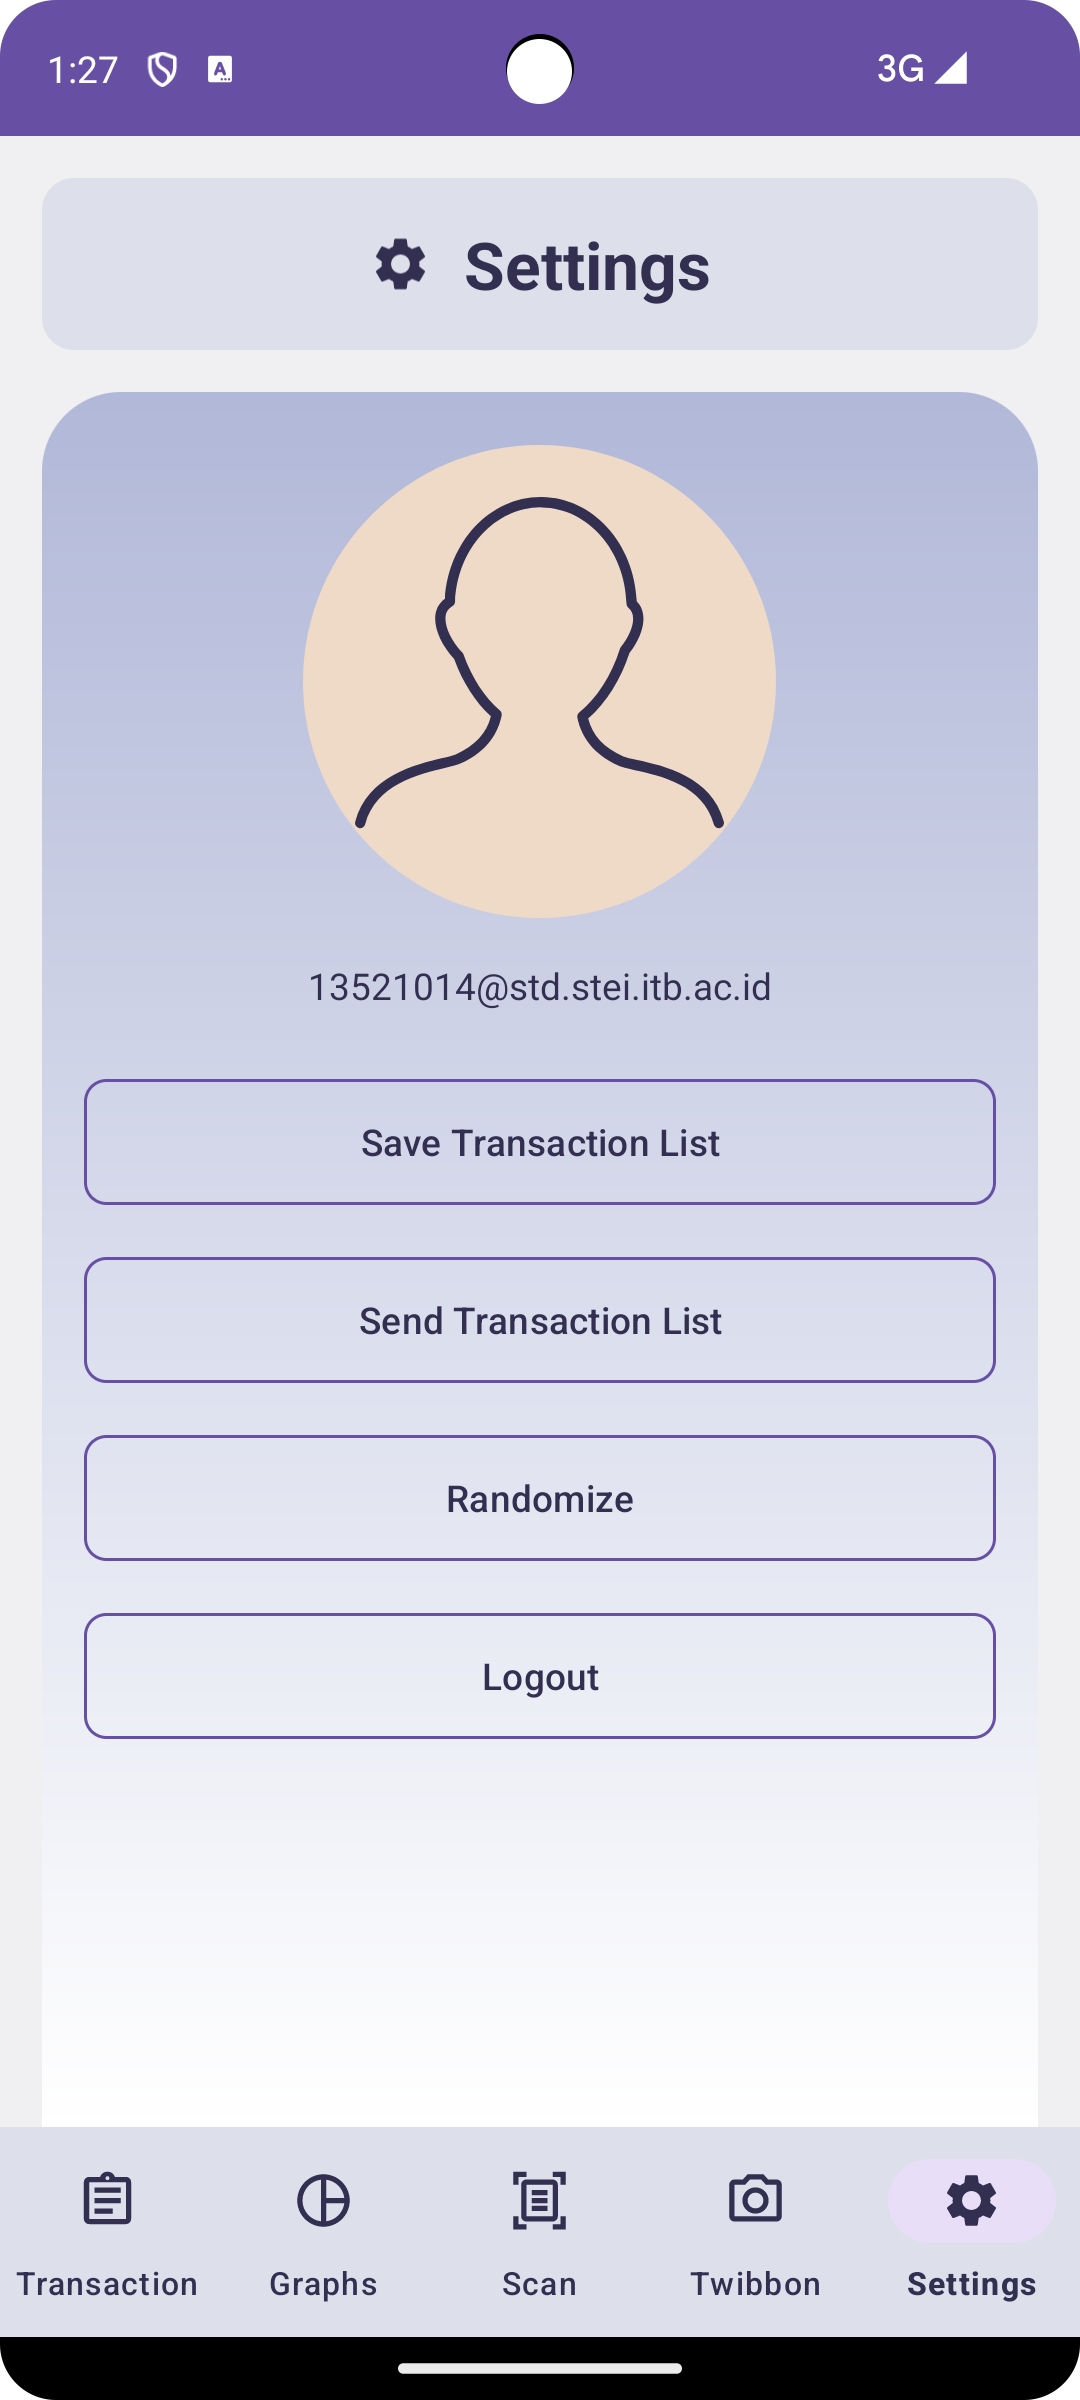 1:27
3G
Settings
13521014@std.stei.itb.ac.id
Save Transaction List
Send Transaction List
Randomize
Logout
Transaction
Graphs
Scan
Twibbon
Settings